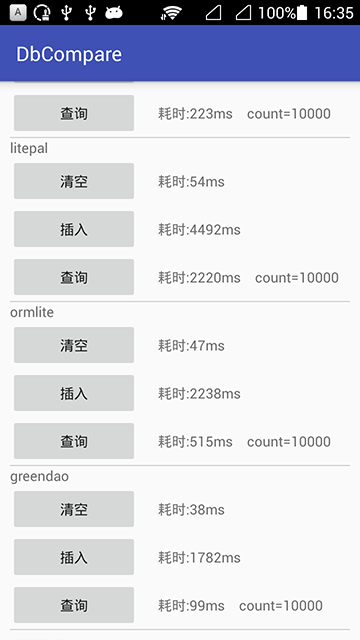 A 100% 16:35
DbCompare
查询 耗时:223ms count=10000
litepal
清空 耗时:54ms
插入 耗时:4492ms
查询 耗时:2220ms count=10000
ormlite
清空 耗时:47ms
插入 耗时:2238ms
查询 耗时:515ms count=10000
greendao
清空 耗时:38ms
插入 耗时:1782ms
查询 耗时:99ms count=10000